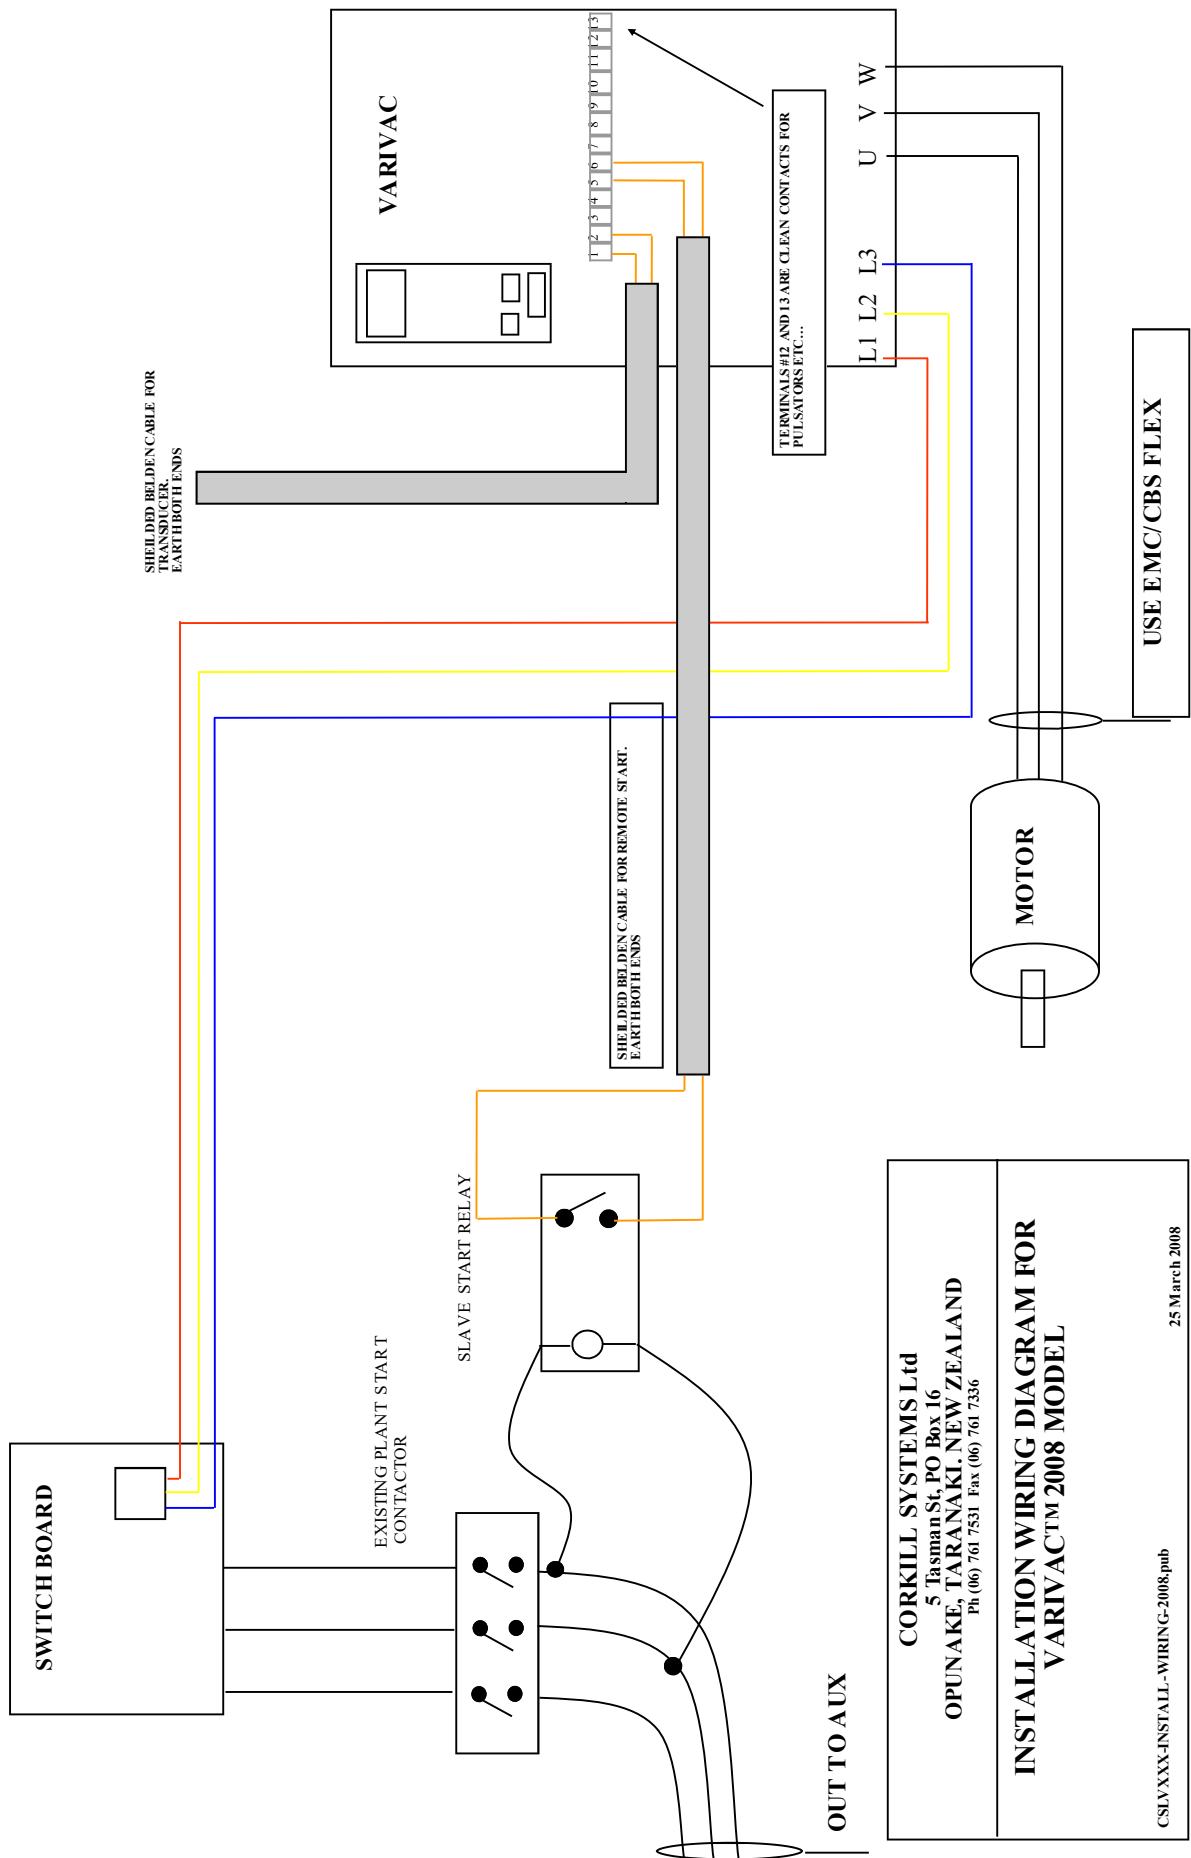 SWITCH BOARD
EXISTING PLANT START
CONTACTOR
SLAVE START RELAY
OUT TO AUX
SHEILDED BELDEN CABLE FOR
TRANSDUCER.
EARTH BOTH ENDS
SHEILDED BELDEN CABLE FOR REMOTE START.
EARTH BOTH ENDS
VARIVAC
1 2 3 4 5 6 7 8 9 10 11 12 13
TERMINALS #12 AND 13 ARE CLEAN CONTACTS FOR
PULSATORS ETC...
L1 L2 L3 U V W
MOTOR
USE EMC/CBS FLEX
CORKILL SYSTEMS Ltd
5 Tasman St, PO Box 16
OPUNAKE, TARANAKI. NEW ZEALAND
Ph (06) 761 7531 Fax (06) 761 7336
INSTALLATION WIRING DIAGRAM FOR
VARIVAC™ 2008 MODEL
CSLVXXX-INSTALL-WIRING-2008.pub 25 March 2008